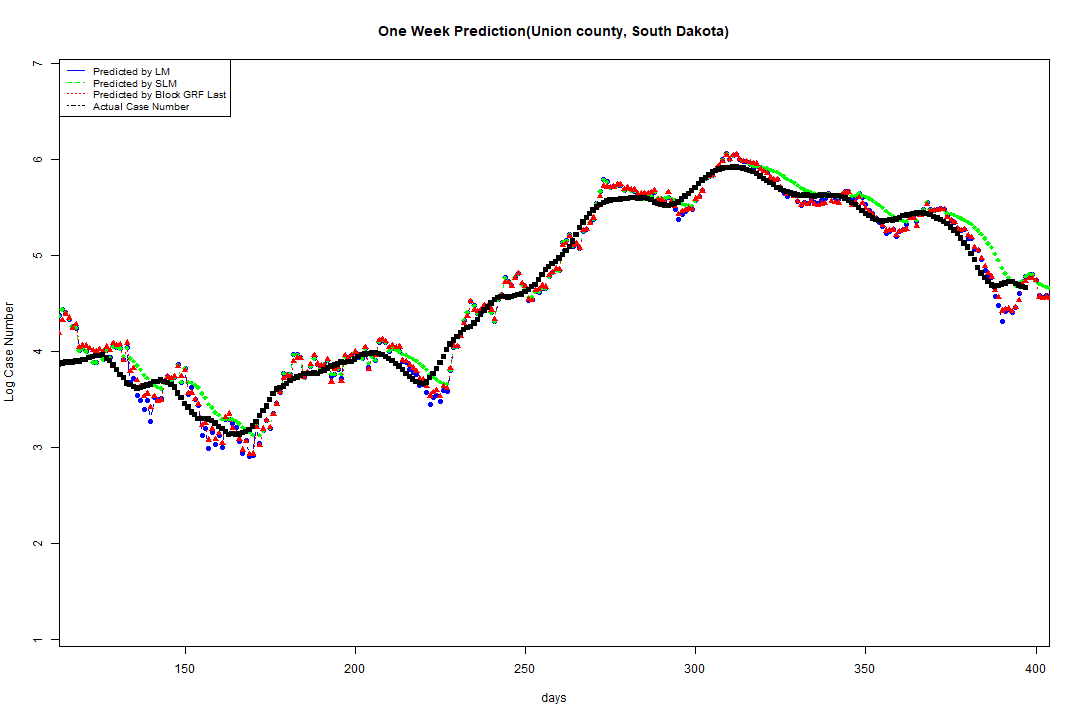 One Week Prediction(Union county, South Dakota)
Predicted by LM
Predicted by SLM
Predicted by Block GRF Last
Actual Case Number
Log Case Number
7
6
5
4
3
2
1
150 200 250 300 350 400
days